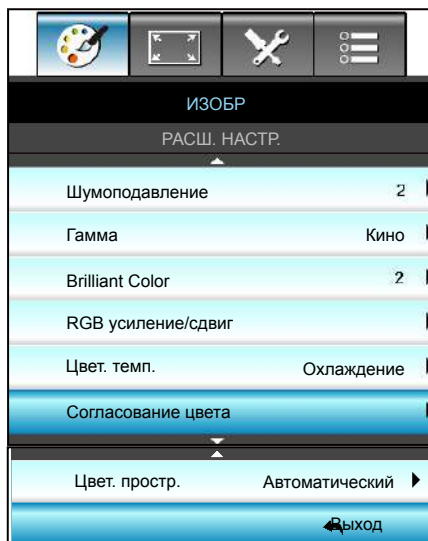 ИЗОБР
РАСШ. НАСТР.
Шумоподавление 2
Гамма Кино
Brilliant Color 2
RGB усиление/сдвиг
Цвет. темп. Охлаждение
Согласование цвета
Цвет. простр. Автоматический
Выход